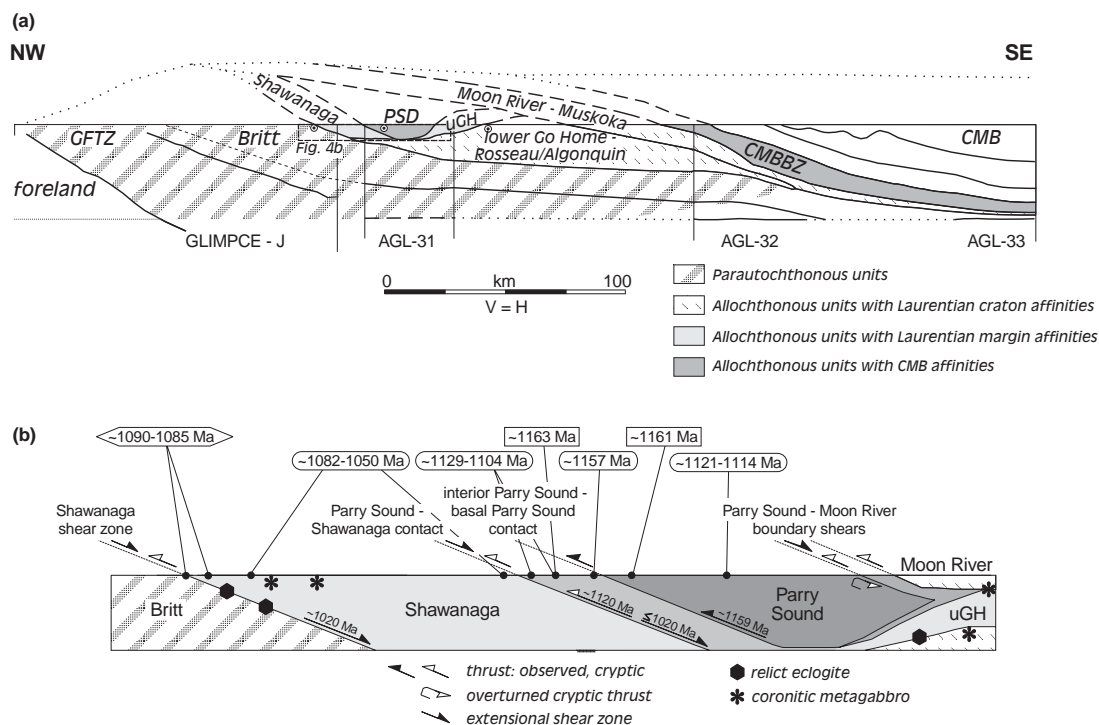 (a)
NW
SE
Shawanaga
Moon River - Muskoka
PSD
uGH
GFTZ
Britt
Fig. 4b
lower Go Home -
Rosseau/Algonquin
CMBBZ
CMB
foreland
GLIMPCE - J
AGL-31
AGL-32
AGL-33
0 km 100
V = H
Parautochthonous units
Allochthonous units with Laurentian craton affinities
Allochthonous units with Laurentian margin affinities
Allochthonous units with CMB affinities
(b)
~1090-1085 Ma
~1163 Ma
~1161 Ma
~1082-1050 Ma
~1129-1104 Ma
~1157 Ma
~1121-1114 Ma
Shawanaga
shear zone
Parry Sound -
Shawanaga contact
interior Parry Sound -
basal Parry Sound
contact
Parry Sound - Moon River
boundary shears
Moon River
Britt
~1020 Ma
Shawanaga
~1120 Ma
≤1020 Ma
~1159 Ma
Parry
Sound
uGH
thrust: observed, cryptic
overturned cryptic thrust
extensional shear zone
relict eclogite
coronitic metagabbro